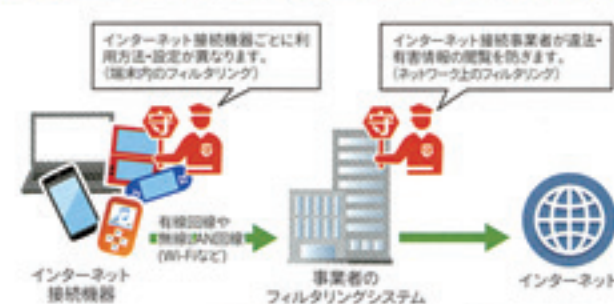 インターネット接続機器ごとに利
用方法・設定が異なります。
(端末内のフィルタリング)
インターネット接続事業者が違法・
有害情報の閲覧を防ぎます。
(ネットワーク上のフィルタリング)
守
守
有線回線や
無線LAN回線
(Wi-Fiなど)
インターネット
接続機器
事業者の
フィルタリングシステム
インターネット